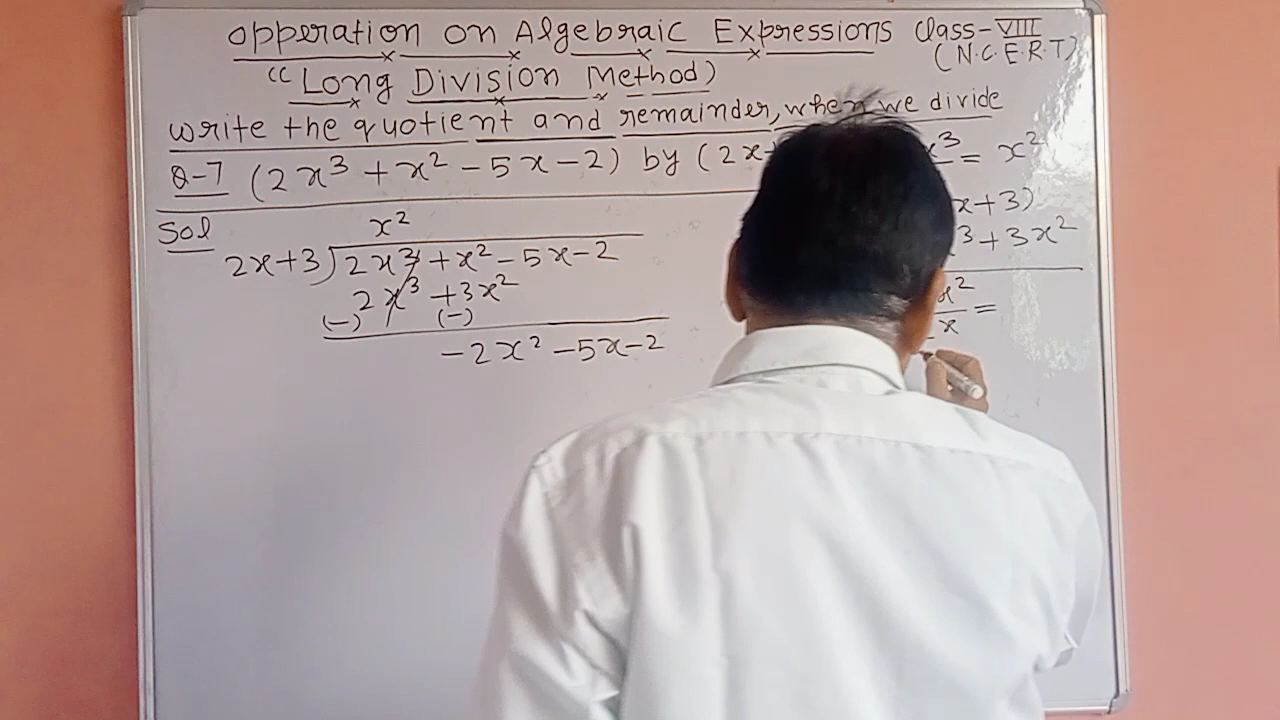 Opperation on Algebraic Expressions Class-VIII
(N.C.E.R.T)
"Long Division Method)
write the quotient and remainder, when we divide
Q-7 (2x³ + x² - 5x - 2) by (2x
x³ = x²
Sol
x²
2x+3) 2x³ + x² - 5x - 2
2x³ + 3x²
(-) (-)
-2x² - 5x - 2
x+3)
³+3x²
x²/x =